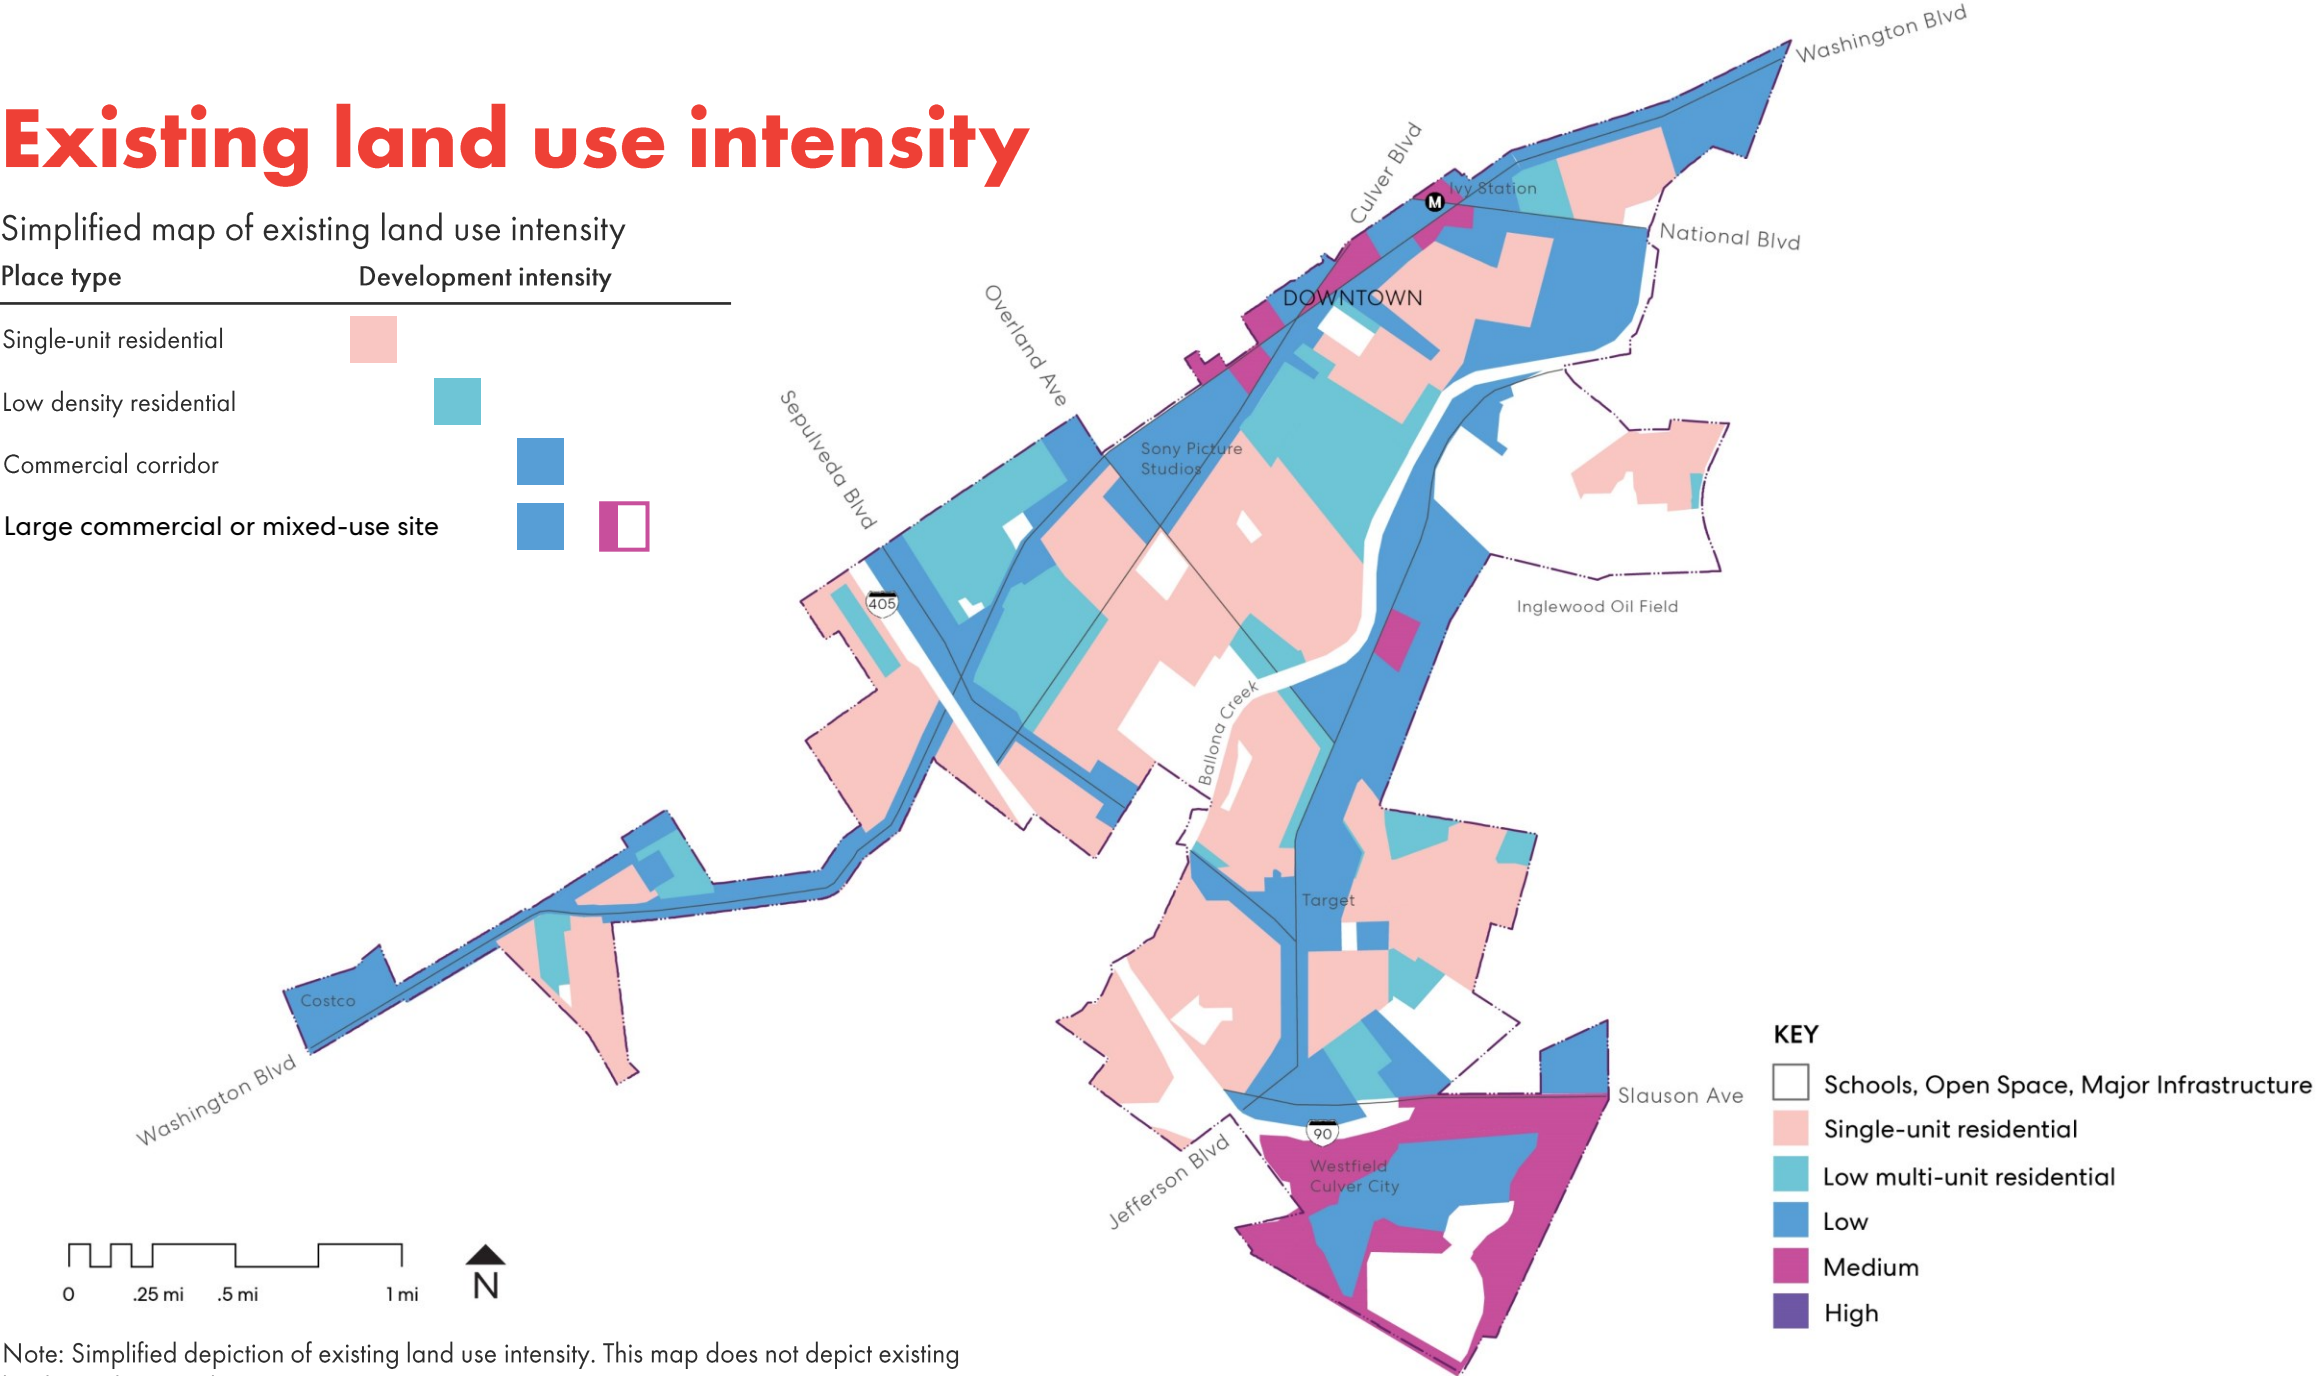 Existing land use intensity
Simplified map of existing land use intensity
Place type Development intensity
Single-unit residential
Low density residential
Commercial corridor
Large commercial or mixed-use site
Washington Blvd
Culver Blvd
Ivy Station
M
National Blvd
DOWNTOWN
Overland Ave
Sepulveda Blvd
Sony Picture
Studios
405
Inglewood Oil Field
Ballona Creek
Target
Costco
Washington Blvd
Slauson Ave
90
Westfield
Culver City
Jefferson Blvd
KEY
Schools, Open Space, Major Infrastructure
Single-unit residential
Low multi-unit residential
Low
Medium
High
0 .25 mi .5 mi 1 mi
N
Note: Simplified depiction of existing land use intensity. This map does not depict existing